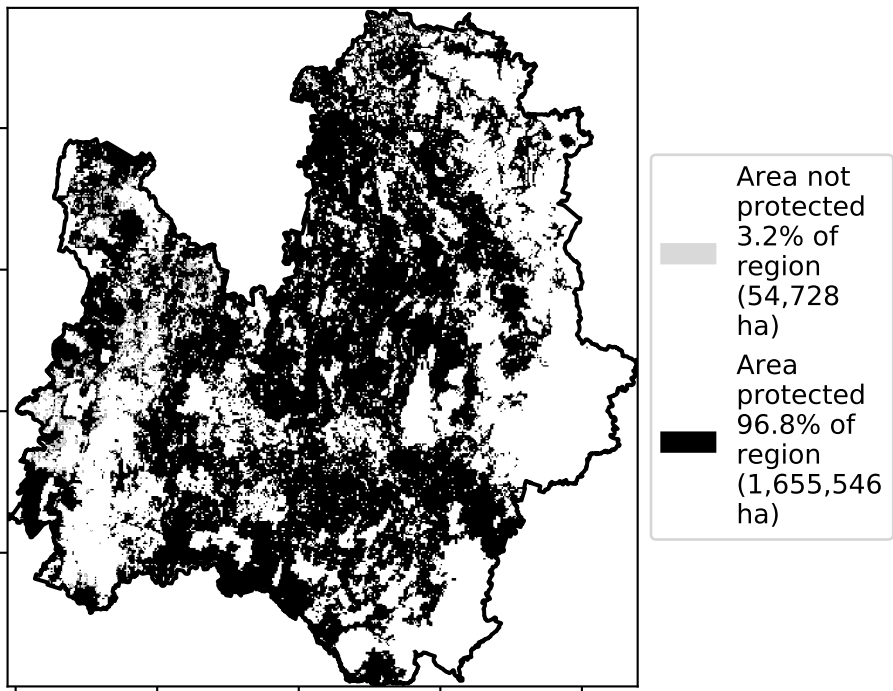 Area not
protected
3.2% of
region
(54,728
ha)
Area
protected
96.8% of
region
(1,655,546
ha)